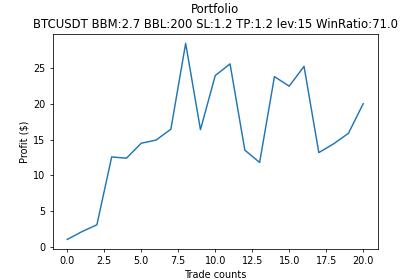 Portfolio
BTCUSDT BBM:2.7 BBL:200 SL:1.2 TP:1.2 lev:15 WinRatio:71.0
25
20
15
10
5
0
Profit ($)
0.0 2.5 5.0 7.5 10.0 12.5 15.0 17.5 20.0
Trade counts